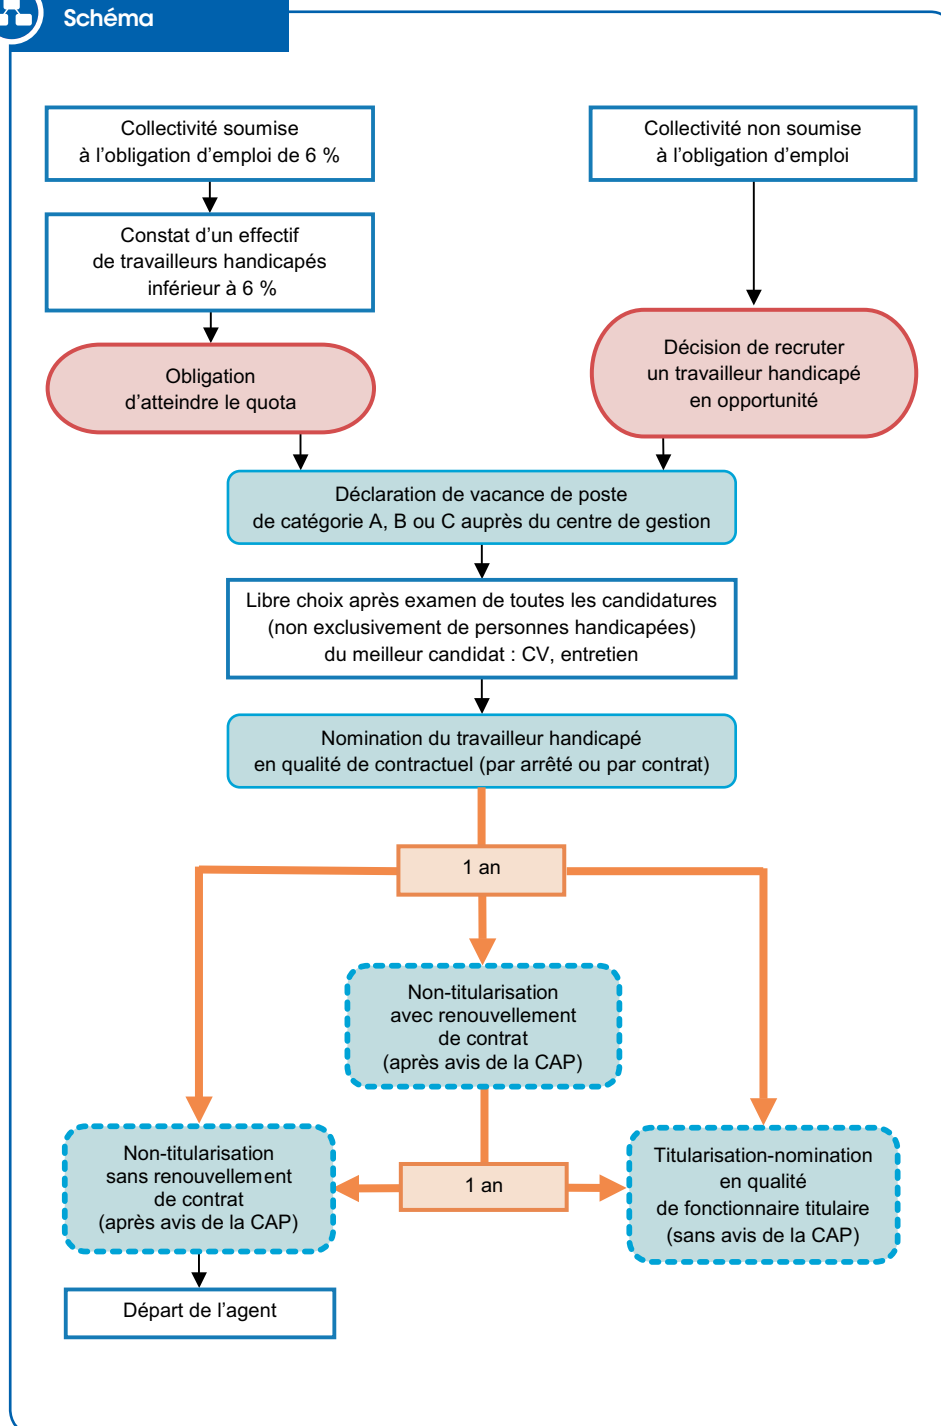 Schéma
Collectivité soumise
à l’obligation d’emploi de 6 %
Collectivité non soumise
à l’obligation d’emploi
Constat d’un effectif
de travailleurs handicapés
inférieur à 6 %
Obligation
d’atteindre le quota
Décision de recruter
un travailleur handicapé
en opportunité
Déclaration de vacance de poste
de catégorie A, B ou C auprès du centre de gestion
Libre choix après examen de toutes les candidatures
(non exclusivement de personnes handicapées)
du meilleur candidat : CV, entretien
Nomination du travailleur handicapé
en qualité de contractuel (par arrêté ou par contrat)
1 an
Non-titularisation
avec renouvellement
de contrat
(après avis de la CAP)
Non-titularisation
sans renouvellement
de contrat
(après avis de la CAP)
1 an
Titularisation-nomination
en qualité
de fonctionnaire titulaire
(sans avis de la CAP)
Départ de l’agent